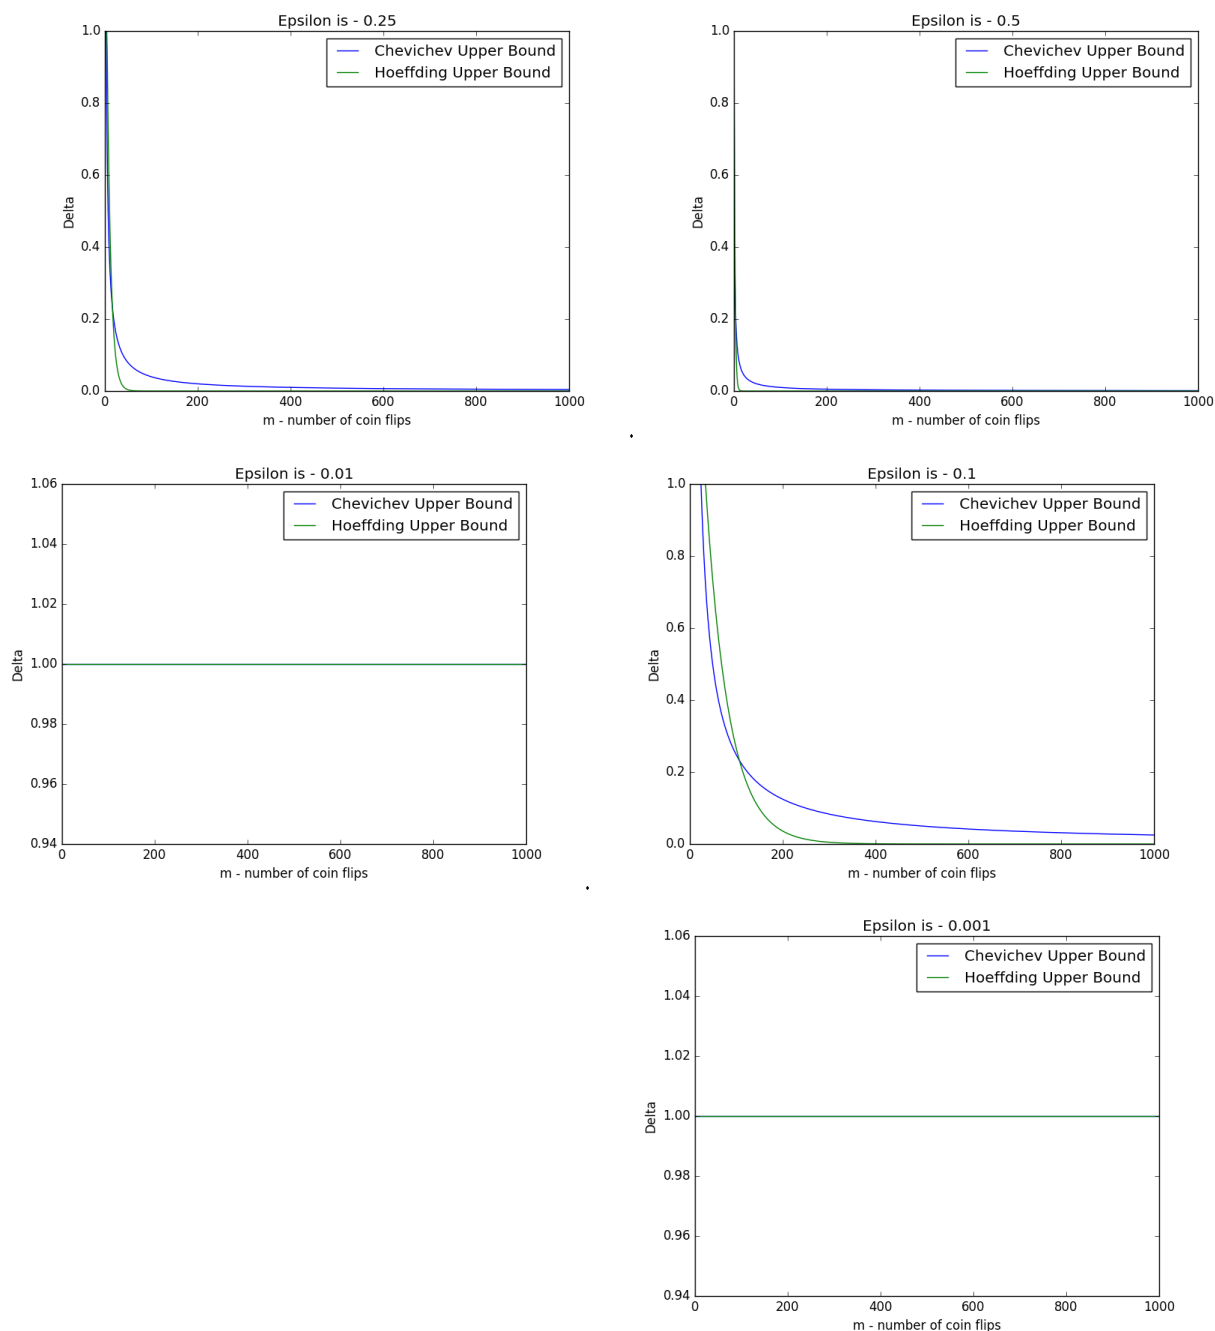 Epsilon is - 0.25
Chevichev Upper Bound
Hoeffding Upper Bound
1.0
0.8
0.6
0.4
0.2
0.0
Delta
0 200 400 600 800 1000
m - number of coin flips
Epsilon is - 0.5
Chevichev Upper Bound
Hoeffding Upper Bound
1.0
0.8
0.6
0.4
0.2
0.0
Delta
0 200 400 600 800 1000
m - number of coin flips
Epsilon is - 0.01
Chevichev Upper Bound
Hoeffding Upper Bound
1.06
1.04
1.02
1.00
0.98
0.96
0.94
Delta
0 200 400 600 800 1000
m - number of coin flips
Epsilon is - 0.1
Chevichev Upper Bound
Hoeffding Upper Bound
1.0
0.8
0.6
0.4
0.2
0.0
Delta
0 200 400 600 800 1000
m - number of coin flips
Epsilon is - 0.001
Chevichev Upper Bound
Hoeffding Upper Bound
1.06
1.04
1.02
1.00
0.98
0.96
0.94
Delta
0 200 400 600 800 1000
m - number of coin flips